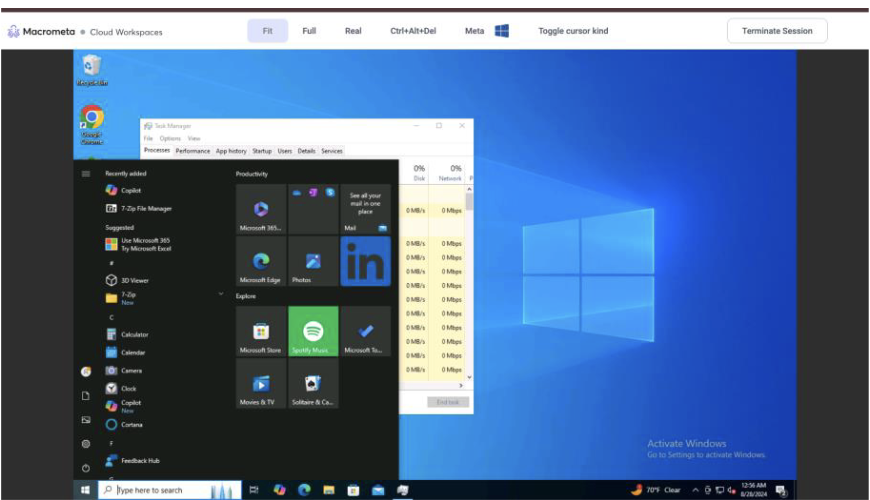 Macrometa Cloud Workspaces Fit Full Real Ctrl+Alt+Del Meta Toggle cursor kind Terminate Session
Recycle Bin
Google
Chrome
Task Manager
File Options View
Processes Performance App history Startup Users Details Services
0% 0%
Disk Network P
0 MB/s 0 Mbps
0 MB/s 0 Mbps
0 MB/s 0 Mbps
0 MB/s 0 Mbps
0 MB/s 0 Mbps
0 MB/s 0 Mbps
0 MB/s 0 Mbps
0 MB/s 0 Mbps
0 MB/s 0 Mbps
0 MB/s 0 Mbps
0 MB/s 0 Mbps
End task
Recently added
Copilot
7-Zip File Manager
Suggested
Use Microsoft 365
Try Microsoft Excel
#
3D Viewer
7-Zip
New
C
Calculator
Calendar
Camera
Clock
Copilot
New
Cortana
F
Feedback Hub
Productivity
Microsoft 365...
See all your
mail in one
place
Mail
Microsoft Edge
Photos
in
Explore
Microsoft Store
Spotify Music
Microsoft To...
Movies & TV
Solitaire & Ca...
Activate Windows
Go to Settings to activate Windows.
Type here to search
70°F Clear
12:56 AM
8/28/2024